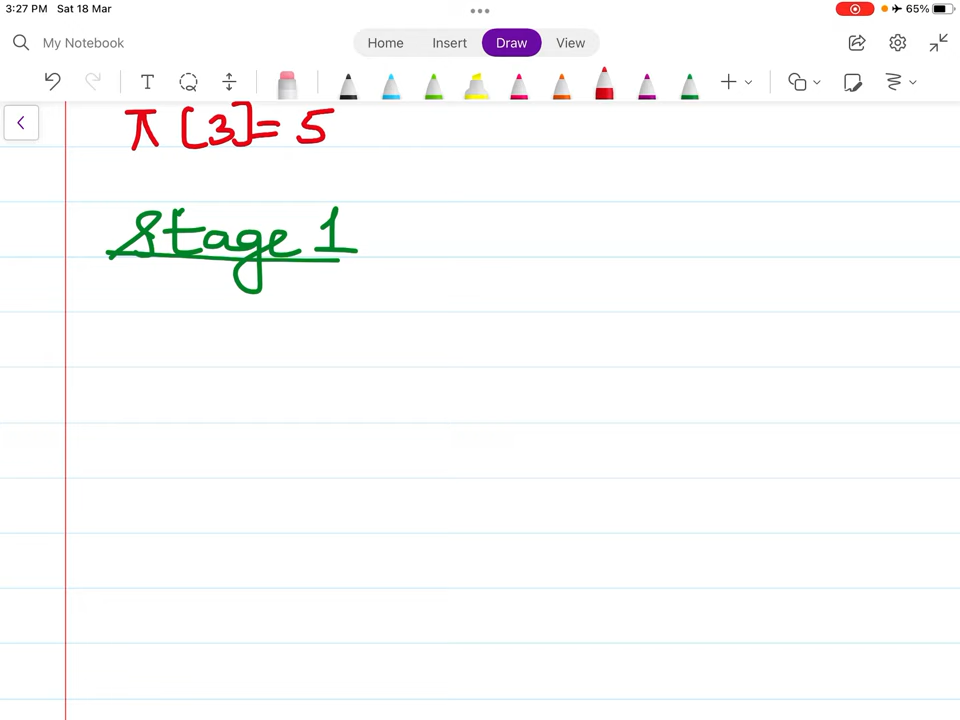 3:27 PM Sat 18 Mar
65%
My Notebook
Home Insert Draw View
π [3] = 5
Stage 1